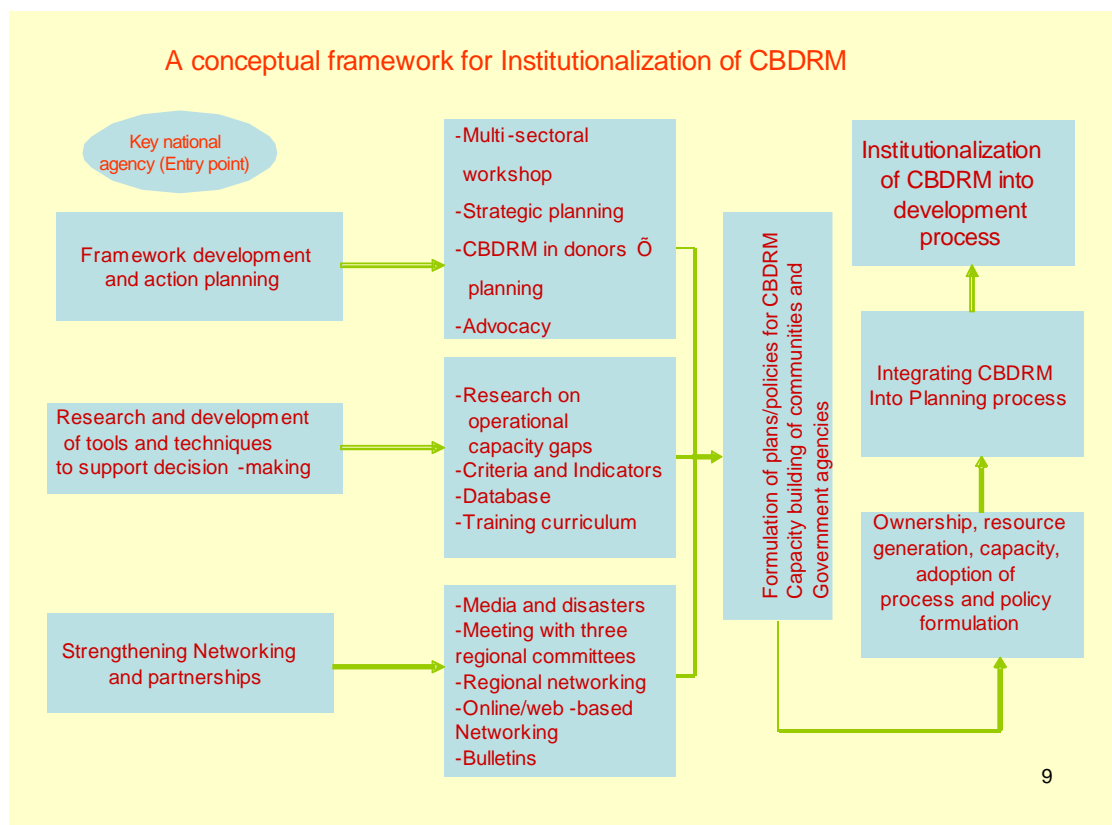 A conceptual framework for Institutionalization of CBDRM
Key national
agency (Entry point)
Framework development
and action planning
-Multi-sectoral
workshop
-Strategic planning
-CBDRM in donors Õ
planning
-Advocacy
Research and development
of tools and techniques
to support decision -making
-Research on
operational
capacity gaps
-Criteria and Indicators
-Database
-Training curriculum
Strengthening Networking
and partnerships
-Media and disasters
-Meeting with three
regional committees
-Regional networking
-Online/web -based
Networking
-Bulletins
Formulation of plans/policies for CBDRM
Capacity building of communities and
Government agencies
Institutionalization
of CBDRM into
development
process
Integrating CBDRM
Into Planning process
Ownership, resource
generation, capacity,
adoption of
process and policy
formulation
9